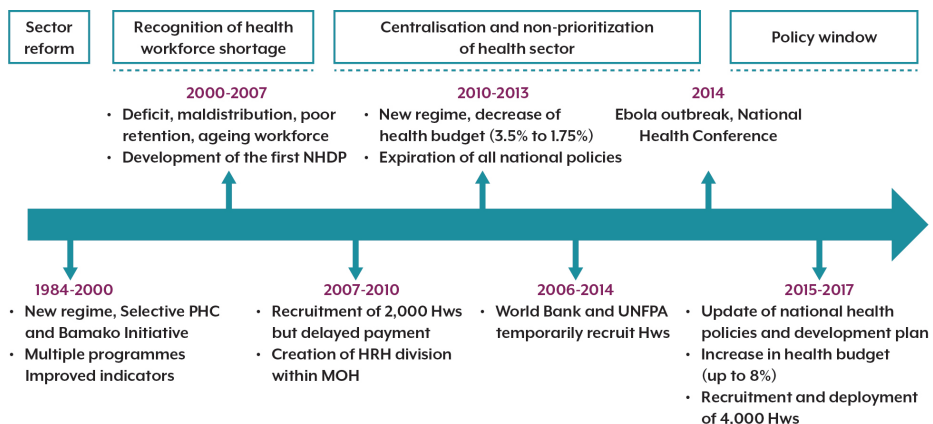 Sector
reform
Recognition of health
workforce shortage
Centralisation and non-prioritization
of health sector
Policy window
2000-2007
• Deficit, maldistribution, poor
retention, ageing workforce
• Development of the first NHDP
2010-2013
• New regime, decrease of
health budget (3.5% to 1.75%)
• Expiration of all national policies
2014
Ebola outbreak, National
Health Conference
1984-2000
• New regime, Selective PHC
and Bamako Initiative
• Multiple programmes
Improved indicators
2007-2010
• Recruitment of 2,000 Hws
but delayed payment
• Creation of HRH division
within MOH
2006-2014
• World Bank and UNFPA
temporarily recruit Hws
2015-2017
• Update of national health
policies and development plan
• Increase in health budget
(up to 8%)
• Recruitment and deployment
of 4,000 Hws